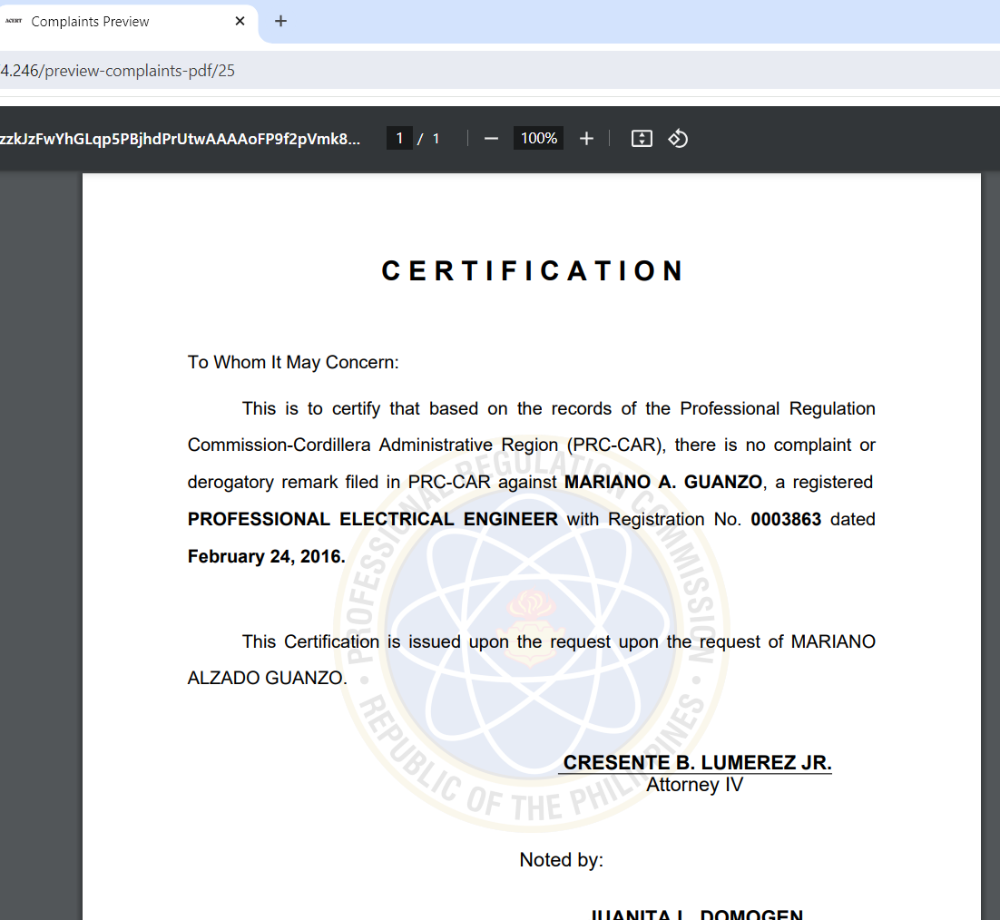 ACERT Complaints Preview
4.246/preview-complaints-pdf/25
zzkJzFwYhGLqp5PBjhdPrUtwAAAAoFP9f2pVmk8... 1 / 1 100%
CERTIFICATION
To Whom It May Concern:
This is to certify that based on the records of the Professional Regulation
Commission-Cordillera Administrative Region (PRC-CAR), there is no complaint or
derogatory remark filed in PRC-CAR against MARIANO A. GUANZO, a registered
PROFESSIONAL ELECTRICAL ENGINEER with Registration No. 0003863 dated
February 24, 2016.
This Certification is issued upon the request upon the request of MARIANO
ALZADO GUANZO.
PROFESSIONAL REGULATION COMMISSION
REPUBLIC OF THE PHILIPPINES
CRESENTE B. LUMEREZ JR.
Attorney IV
Noted by:
JUANITA L. DOMOGEN